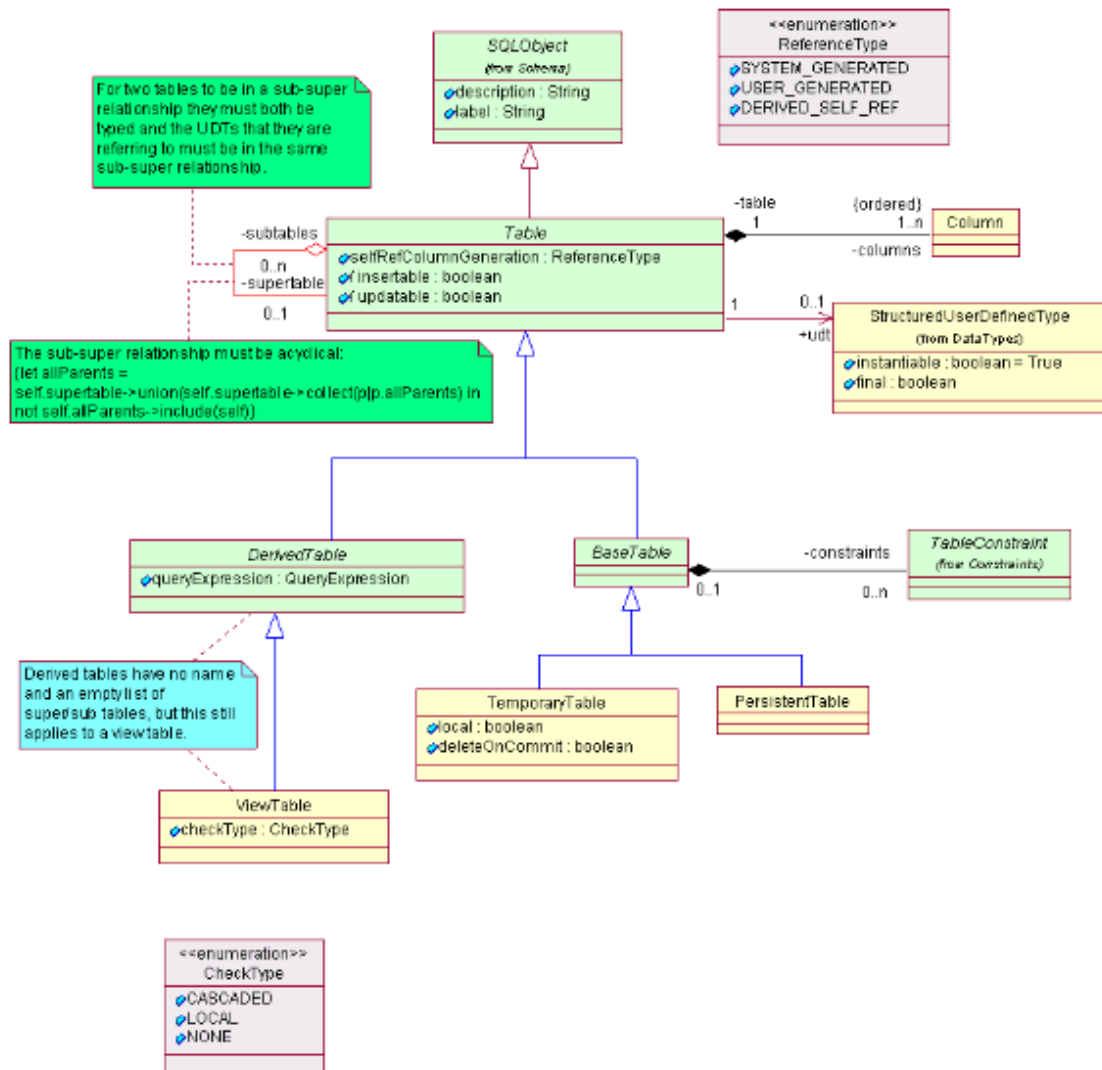 SQLObject
(from Schema)
description : String
label : String
<<enumeration>>
ReferenceType
SYSTEM_GENERATED
USER_GENERATED
DERIVED_SELF_REF
For two tables to be in a sub-super
relationship they must both be
typed and the UDTs that they are
referring to must be in the same
sub-super relationship.
-subtables
0..n
-supertable
0..1
Table
selfRefColumnGeneration : ReferenceType
/ insertable : boolean
/ updatable : boolean
-table
1
{ordered}
1..n
-columns
Column
1
0..1
+udt
StructuredUserDefinedType
(from DataTypes)
instantiable : boolean = True
final : boolean
The sub-super relationship must be acyclical:
(let allParents =
self.supertable->union(self.supertable->collect(p|p.allParents) in
not self.allParents->include(self))
DerivedTable
queryExpression : QueryExpression
BaseTable
0..1
-constraints
0..n
TableConstraint
(from Constraints)
Derived tables have no name
and an empty list of
super/sub tables, but this still
applies to a view table.
TemporaryTable
local : boolean
deleteOnCommit : boolean
PersistentTable
ViewTable
checkType : CheckType
<<enumeration>>
CheckType
CASCADED
LOCAL
NONE